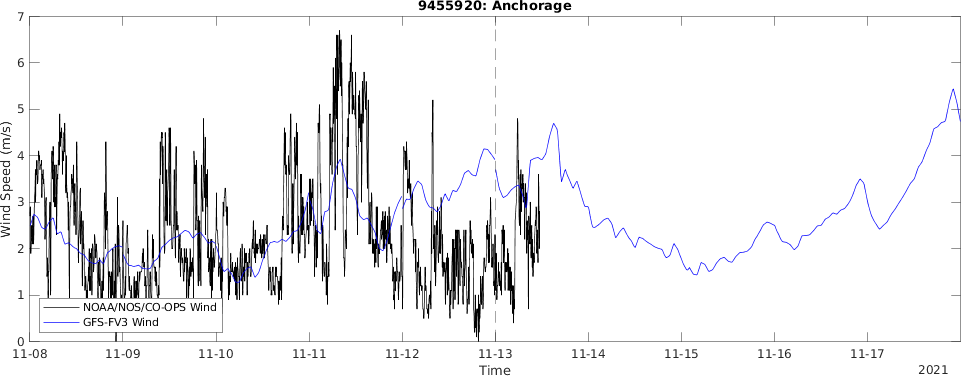 9455920: Anchorage
Wind Speed (m/s)
7
6
5
4
3
2
1
0
NOAA/NOS/CO-OPS Wind
GFS-FV3 Wind
11-08 11-09 11-10 11-11 11-12 11-13 11-14 11-15 11-16 11-17
Time
2021